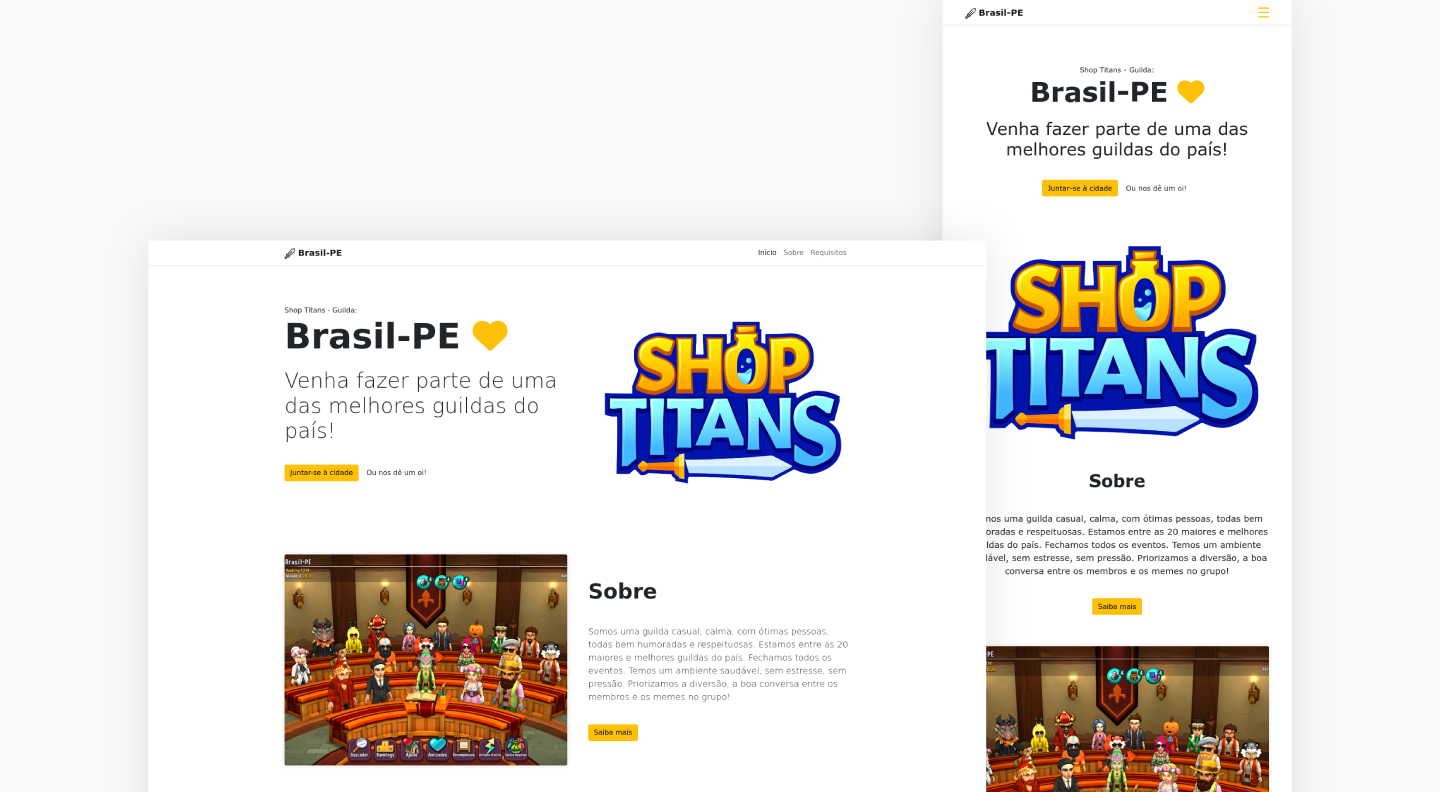 Brasil-PE
Início Sobre Requisitos
Shop Titans - Guilda:
Brasil-PE
Venha fazer parte de uma
das melhores guildas do
país!
Juntar-se à cidade Ou nos dê um oi!
SHOP
TITANS
Brasil-PE
Sobre
Somos uma guilda casual, calma, com ótimas pessoas,
todas bem humoradas e respeituosas. Estamos entre as 20
maiores e melhores guildas do país. Fechamos todos os
eventos. Temos um ambiente saudável, sem estresse, sem
pressão. Priorizamos a diversão, a boa conversa entre os
membros e os memes no grupo!
Saiba mais
Buscador Rankings Ajuda Amizades
Brasil-PE
Shop Titans - Guilda:
Brasil-PE
Venha fazer parte de uma das
melhores guildas do país!
Juntar-se à cidade Ou nos dê um oi!
SHOP
TITANS
Sobre
nos uma guilda casual, calma, com ótimas pessoas, todas bem
oradas e respeituosas. Estamos entre as 20 maiores e melhores
ldas do país. Fechamos todos os eventos. Temos um ambiente
lável, sem estresse, sem pressão. Priorizamos a diversão, a boa
conversa entre os membros e os memes no grupo!
Saiba mais